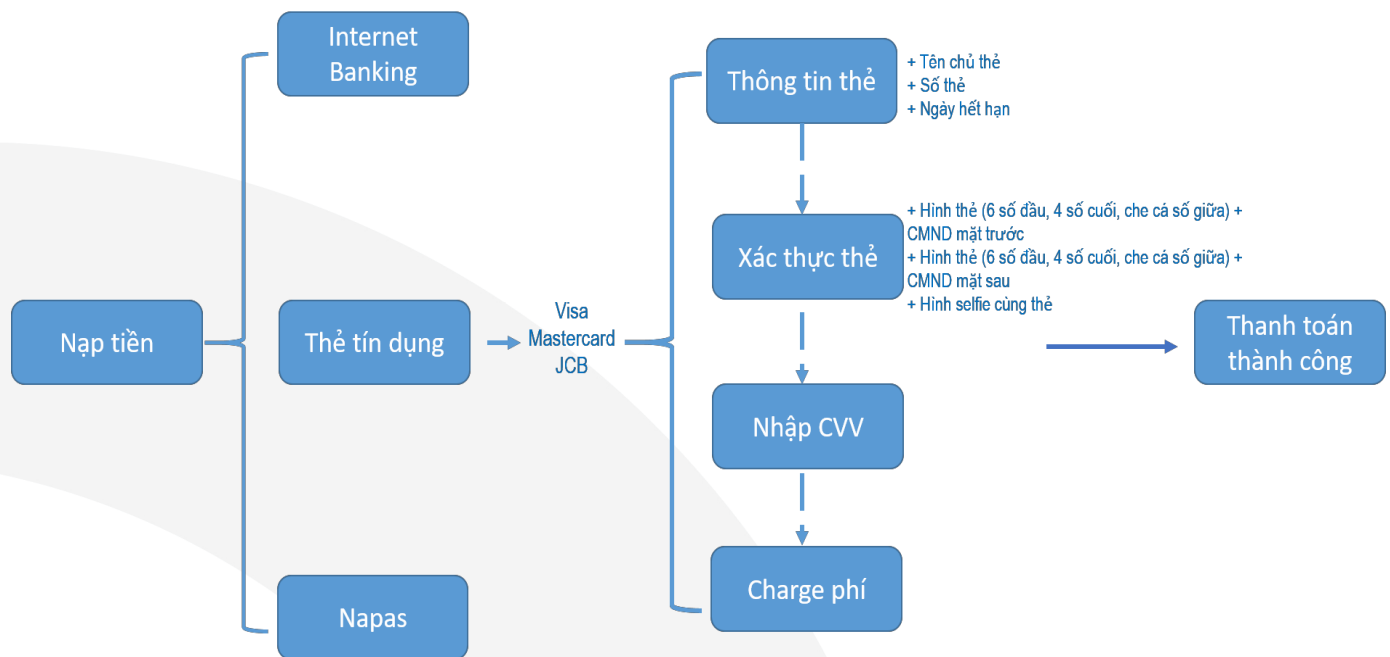 Nạp tiền
Internet
Banking
Thẻ tín dụng
Napas
Visa
Mastercard
JCB
Thông tin thẻ
+ Tên chủ thẻ
+ Số thẻ
+ Ngày hết hạn
Xác thực thẻ
+ Hình thẻ (6 số đầu, 4 số cuối, che cá số giữa) +
CMND mặt trước
+ Hình thẻ (6 số đầu, 4 số cuối, che cá số giữa) +
CMND mặt sau
+ Hình selfie cùng thẻ
Nhập CVV
Charge phí
Thanh toán
thành công